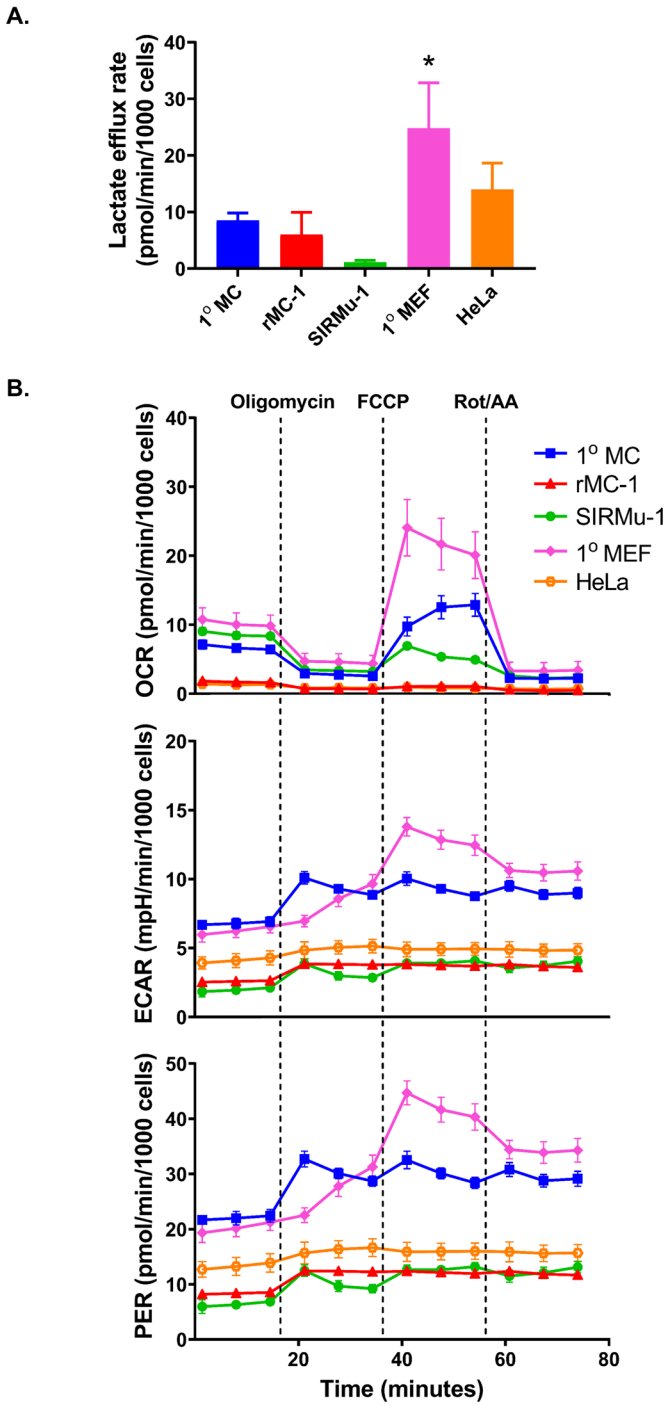 A.
Lactate efflux rate
(pmol/min/1000 cells)
40
30
20
10
0
*
1° MC
rMC-1
SIRMu-1
1° MEF
HeLa
B.
Oligomycin FCCP Rot/AA
OCR (pmol/min/1000 cells)
40
30
20
10
0
1° MC
rMC-1
SIRMu-1
1° MEF
HeLa
ECAR (mpH/min/1000 cells)
20
15
10
5
0
PER (pmol/min/1000 cells)
50
40
30
20
10
0
20 40 60 80
Time (minutes)